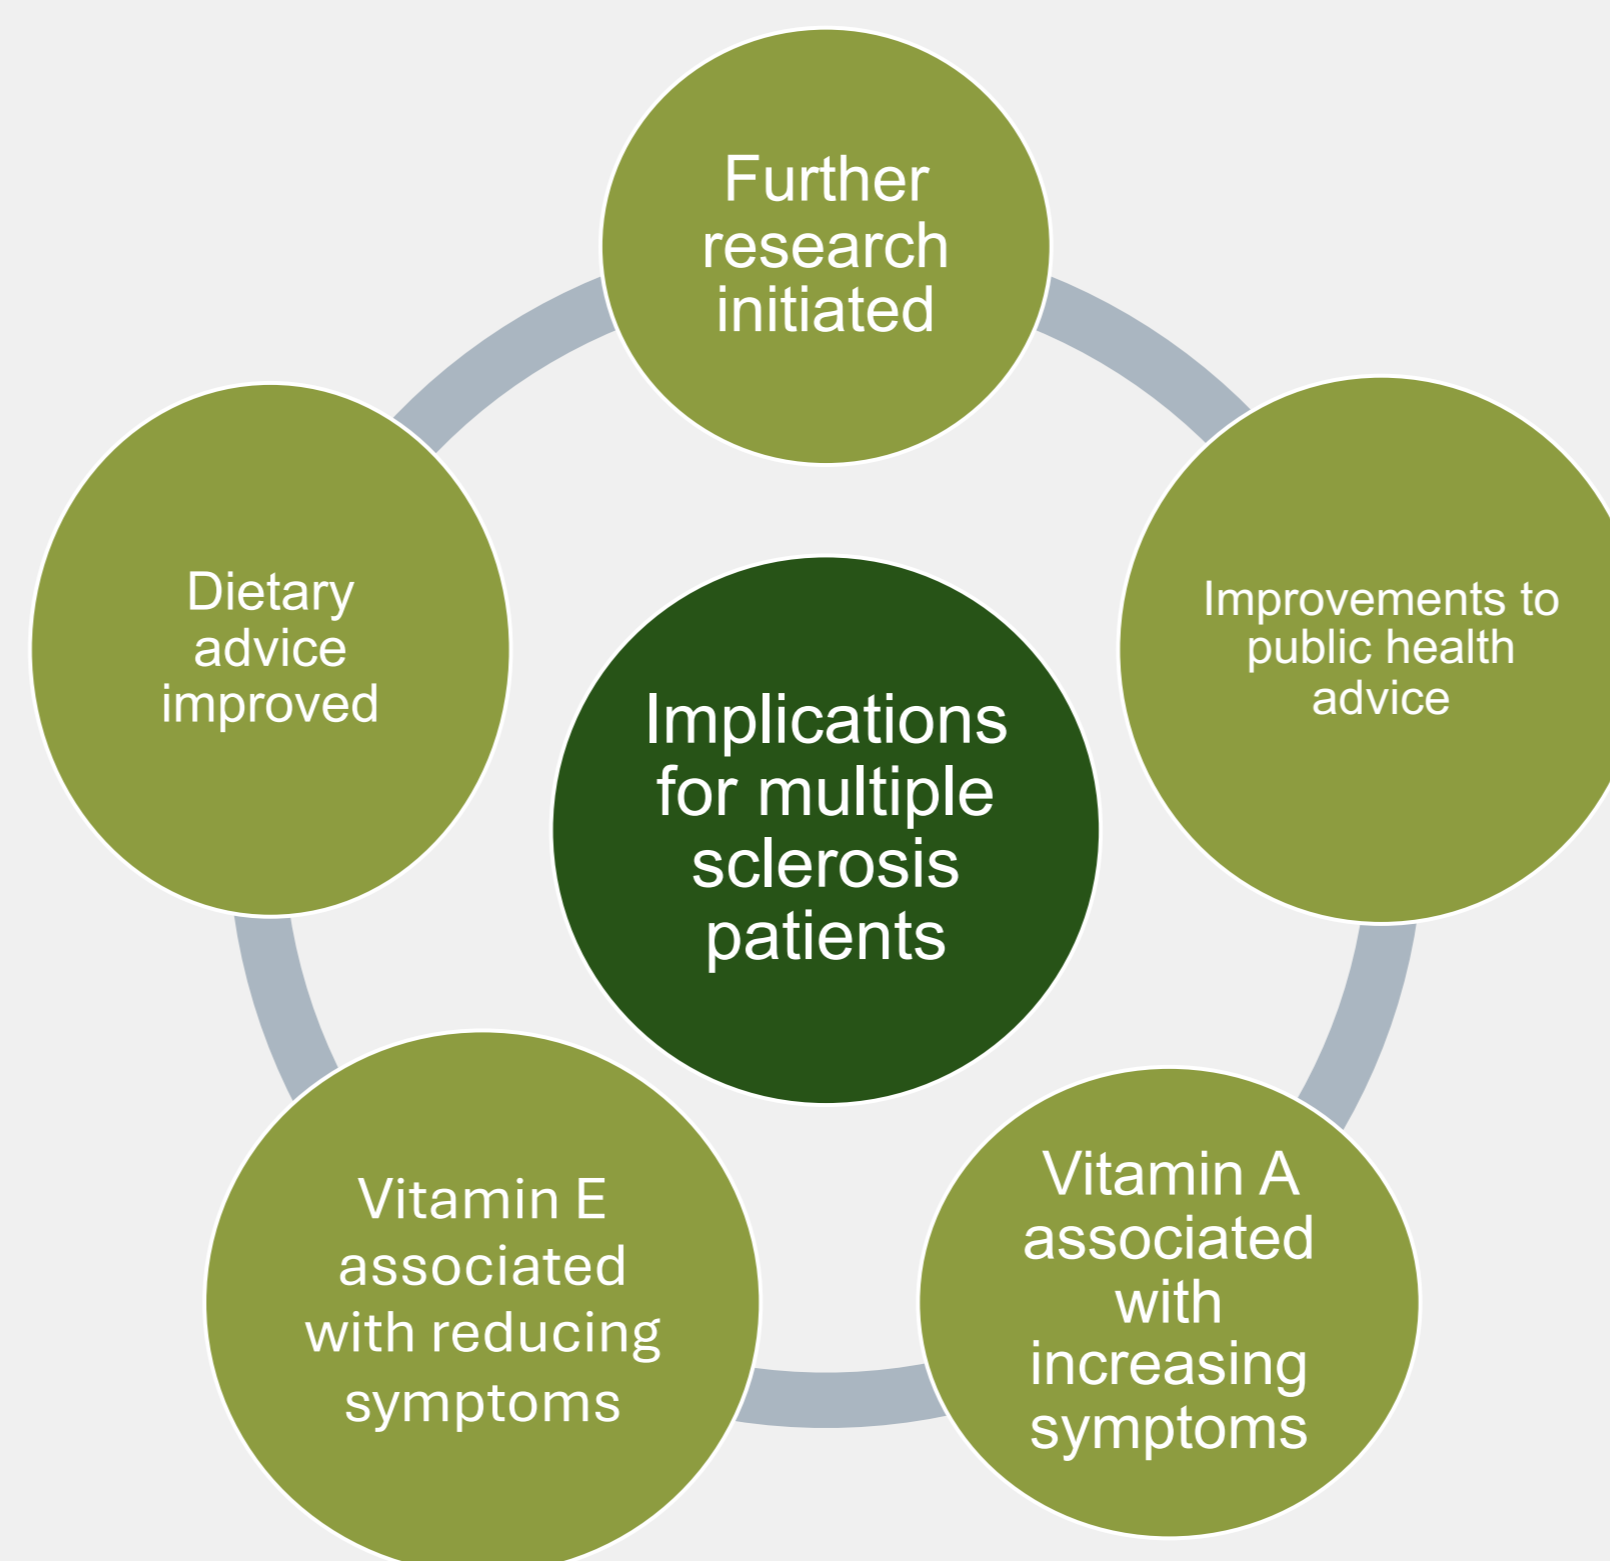 Further
research
initiated
Improvements to
public health
advice
Dietary
advice
improved
Implications
for multiple
sclerosis
patients
Vitamin A
associated
with
increasing
symptoms
Vitamin E
associated
with reducing
symptoms